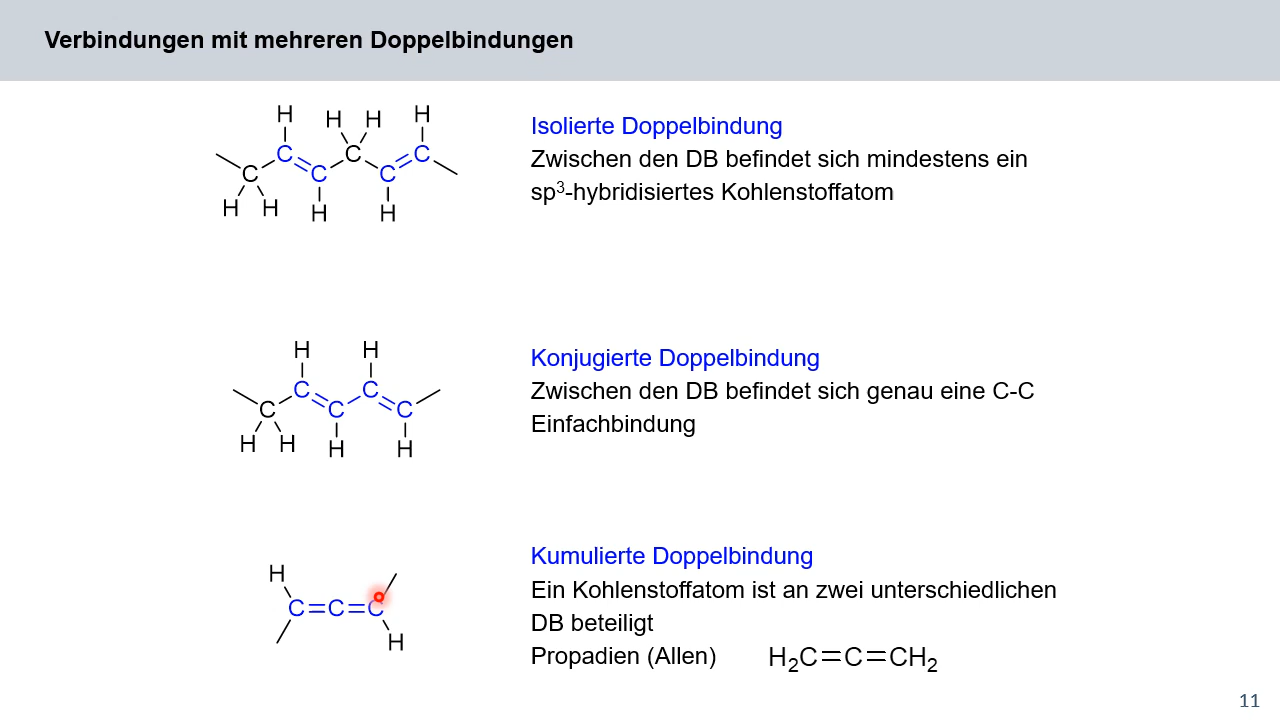 Verbindungen mit mehreren Doppelbindungen
H H H H
C C C C C C
H H H H
Isolierte Doppelbindung
Zwischen den DB befindet sich mindestens ein
sp³-hybridisiertes Kohlenstoffatom
H H
C C C C C
H H H H
Konjugierte Doppelbindung
Zwischen den DB befindet sich genau eine C-C
Einfachbindung
H
C=C=C
H
Kumulierte Doppelbindung
Ein Kohlenstoffatom ist an zwei unterschiedlichen
DB beteiligt
Propadien (Allen) H₂C=C=CH₂
11